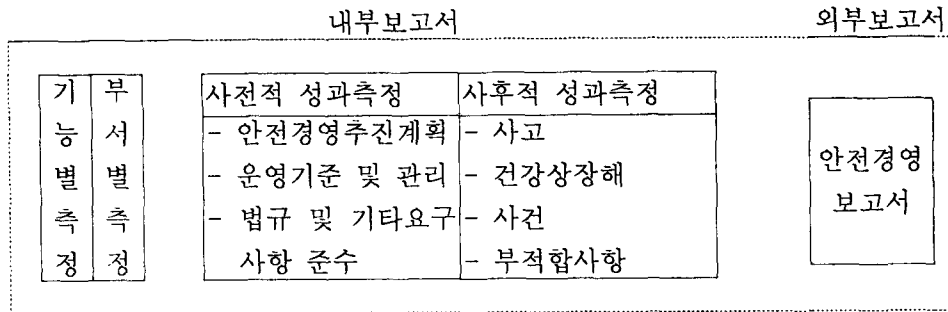 내부보고서 외부보고서
기능별측정
부서별측정
사전적 성과측정
- 안전경영추진계획
- 운영기준 및 관리
- 법규 및 기타요구
사항 준수
사후적 성과측정
- 사고
- 건강상장해
- 사건
- 부적합사항
안전경영
보고서